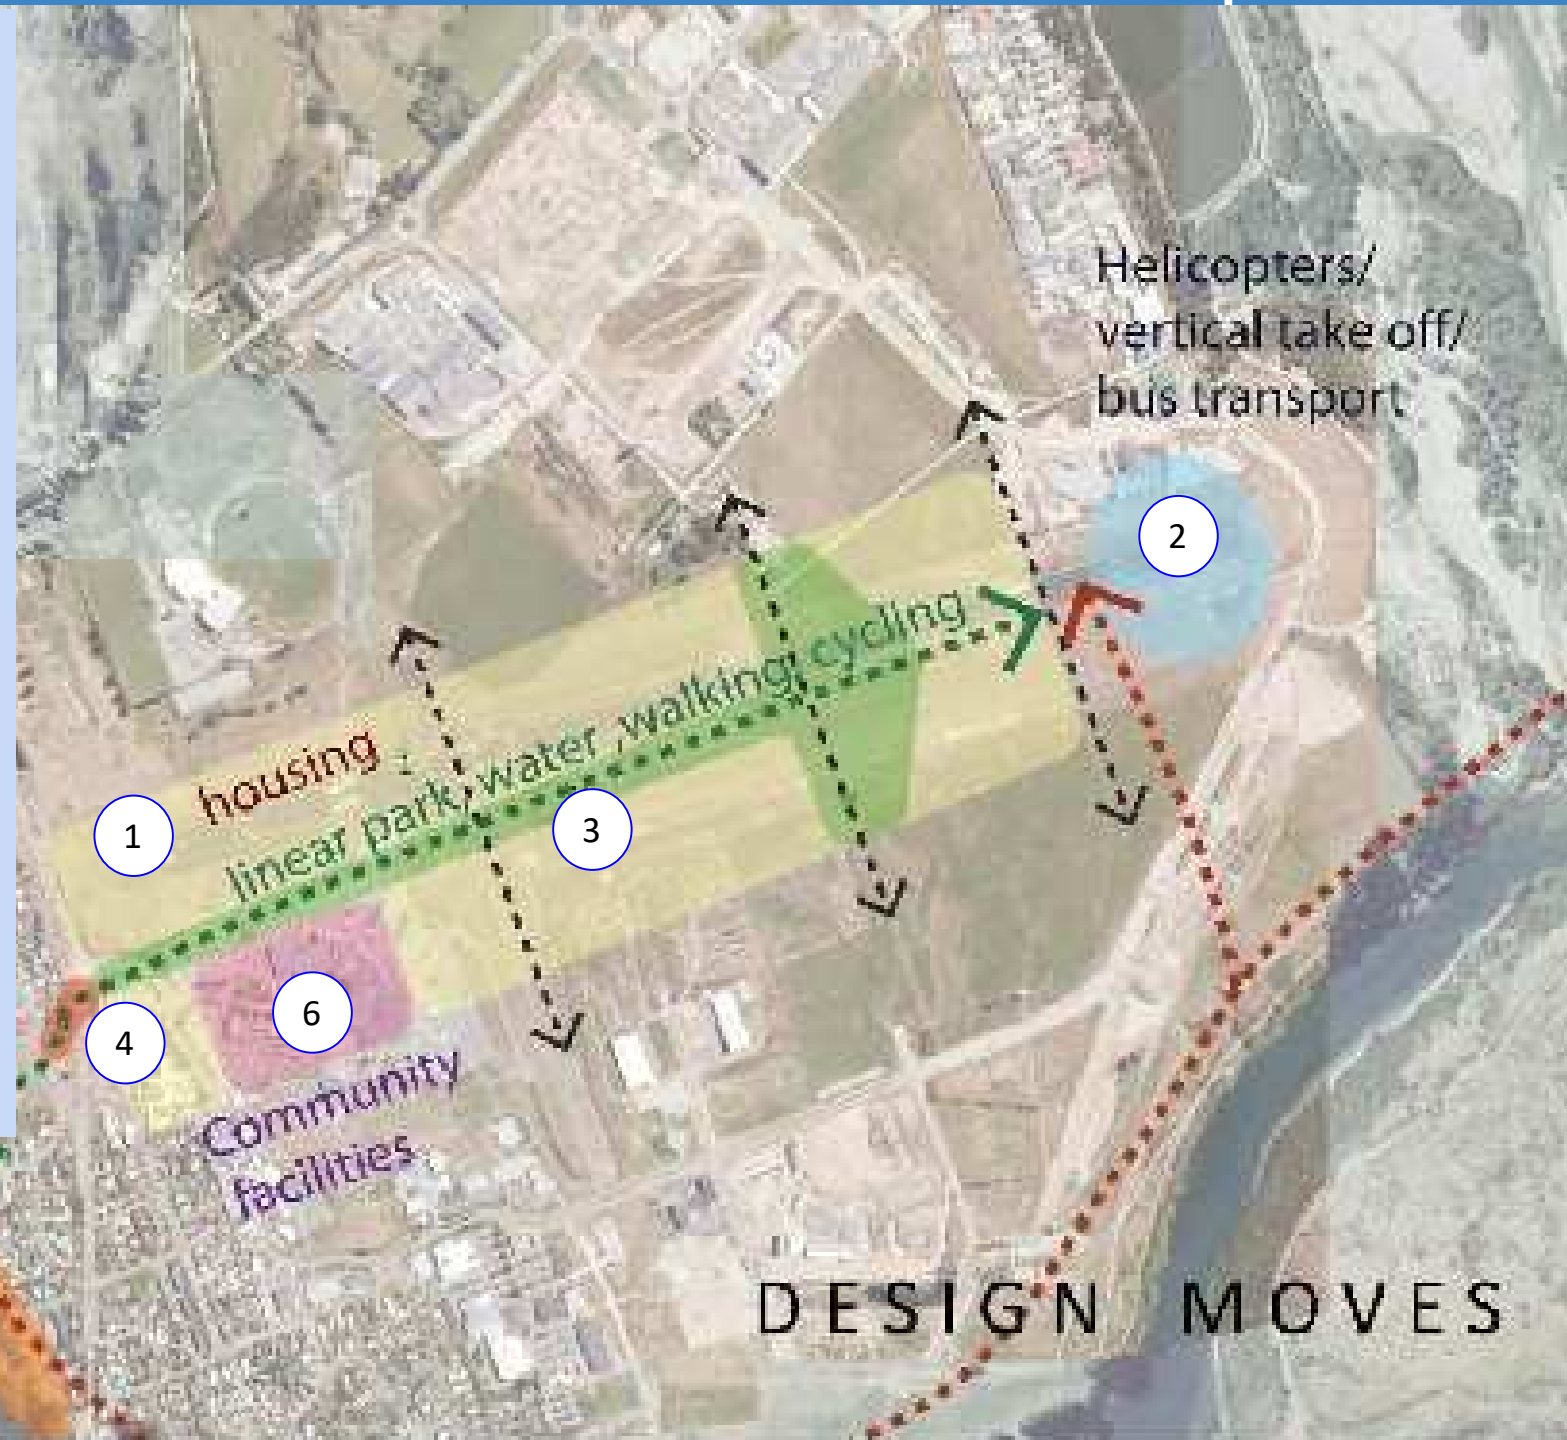 Helicopters/
vertical take off/
bus transport
2
housing
linear park, water ,walking, cycling
1
3
6
4
Community
facilities
DESIGN MOVES